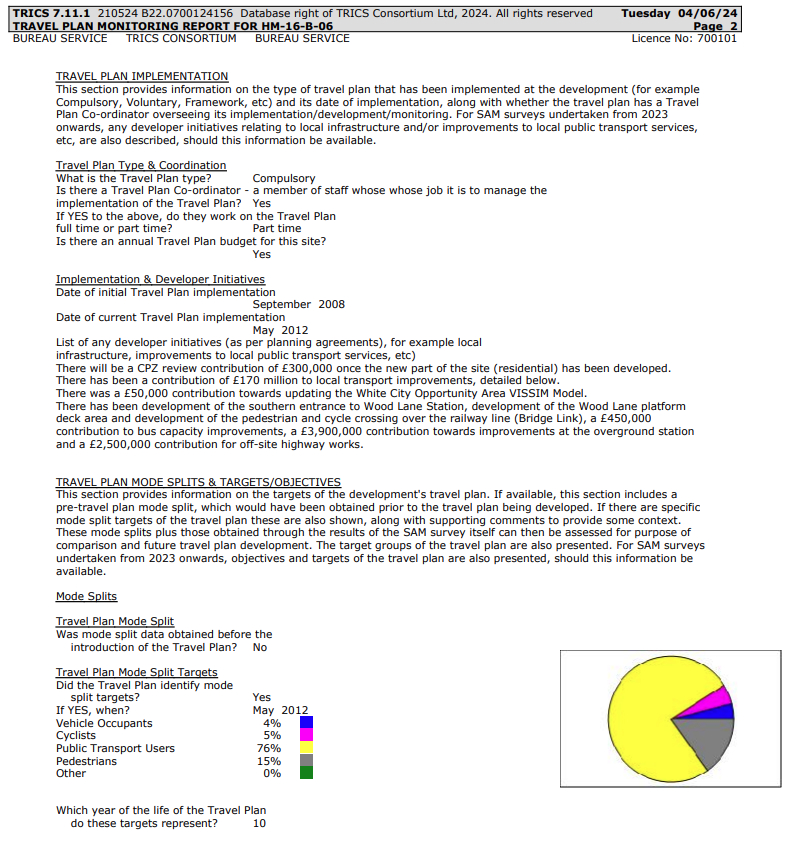 TRICS 7.11.1 210524 B22.0700124156 Database right of TRICS Consortium Ltd, 2024. All rights reserved Tuesday 04/06/24
TRAVEL PLAN MONITORING REPORT FOR HM-16-B-06 Page 2
BUREAU SERVICE TRICS CONSORTIUM BUREAU SERVICE Licence No: 700101
TRAVEL PLAN IMPLEMENTATION
This section provides information on the type of travel plan that has been implemented at the development (for example
Compulsory, Voluntary, Framework, etc) and its date of implementation, along with whether the travel plan has a Travel
Plan Co-ordinator overseeing its implementation/development/monitoring. For SAM surveys undertaken from 2023
onwards, any developer initiatives relating to local infrastructure and/or improvements to local public transport services,
etc, are also described, should this information be available.
Travel Plan Type & Coordination
What is the Travel Plan type? Compulsory
Is there a Travel Plan Co-ordinator - a member of staff whose whose job it is to manage the
implementation of the Travel Plan? Yes
If YES to the above, do they work on the Travel Plan
full time or part time? Part time
Is there an annual Travel Plan budget for this site?
Yes
Implementation & Developer Initiatives
Date of initial Travel Plan implementation
September 2008
Date of current Travel Plan implementation
May 2012
List of any developer initiatives (as per planning agreements), for example local
infrastructure, improvements to local public transport services, etc)
There will be a CPZ review contribution of £300,000 once the new part of the site (residential) has been developed.
There has been a contribution of £170 million to local transport improvements, detailed below.
There was a £50,000 contribution towards updating the White City Opportunity Area VISSIM Model.
There has been development of the southern entrance to Wood Lane Station, development of the Wood Lane platform
deck area and development of the pedestrian and cycle crossing over the railway line (Bridge Link), a £450,000
contribution to bus capacity improvements, a £3,900,000 contribution towards improvements at the overground station
and a £2,500,000 contribution for off-site highway works.
TRAVEL PLAN MODE SPLITS & TARGETS/OBJECTIVES
This section provides information on the targets of the development's travel plan. If available, this section includes a
pre-travel plan mode split, which would have been obtained prior to the travel plan being developed. If there are specific
mode split targets of the travel plan these are also shown, along with supporting comments to provide some context.
These mode splits plus those obtained through the results of the SAM survey itself can then be assessed for purpose of
comparison and future travel plan development. The target groups of the travel plan are also presented. For SAM surveys
undertaken from 2023 onwards, objectives and targets of the travel plan are also presented, should this information be
available.
Mode Splits
Travel Plan Mode Split
Was mode split data obtained before the
introduction of the Travel Plan? No
Travel Plan Mode Split Targets
Did the Travel Plan identify mode
split targets? Yes
If YES, when? May 2012
Vehicle Occupants 4%
Cyclists 5%
Public Transport Users 76%
Pedestrians 15%
Other 0%
Which year of the life of the Travel Plan
do these targets represent? 10